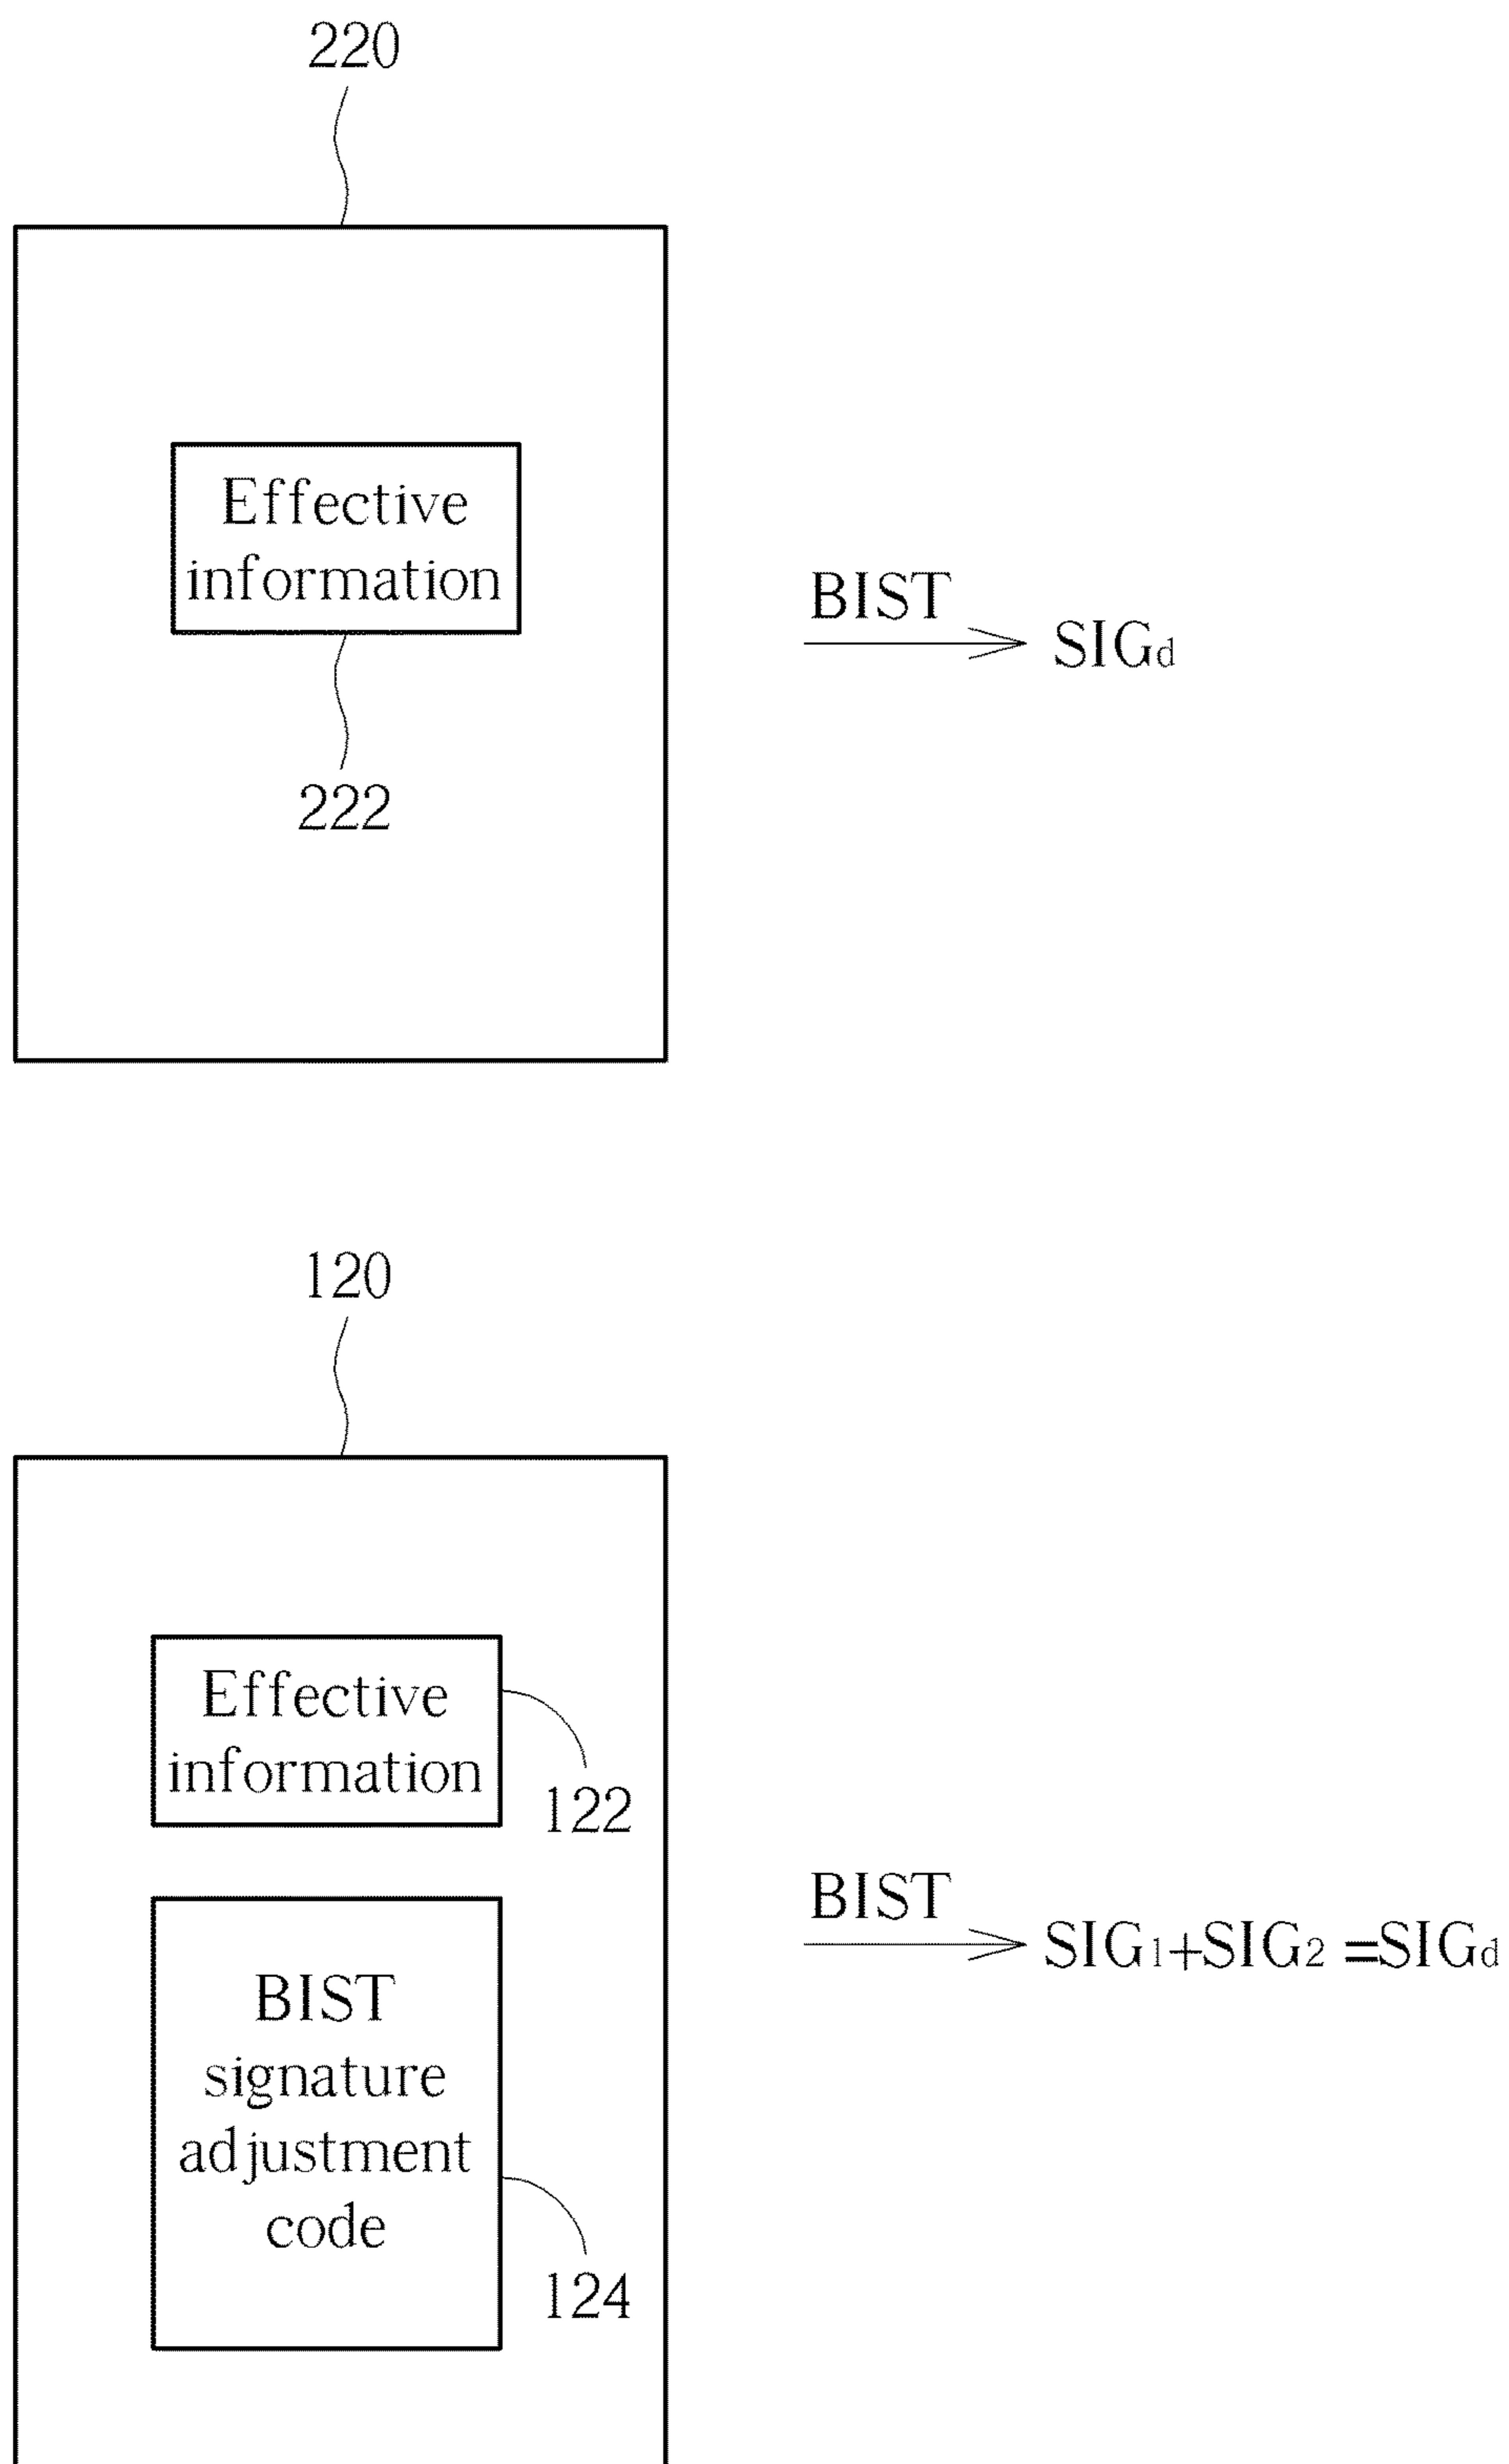 220
Effective
information
222
BIST
SIGd
120
Effective
information
122
BIST
signature
adjustment
code
124
BIST
SIG1+SIG2=SIGd